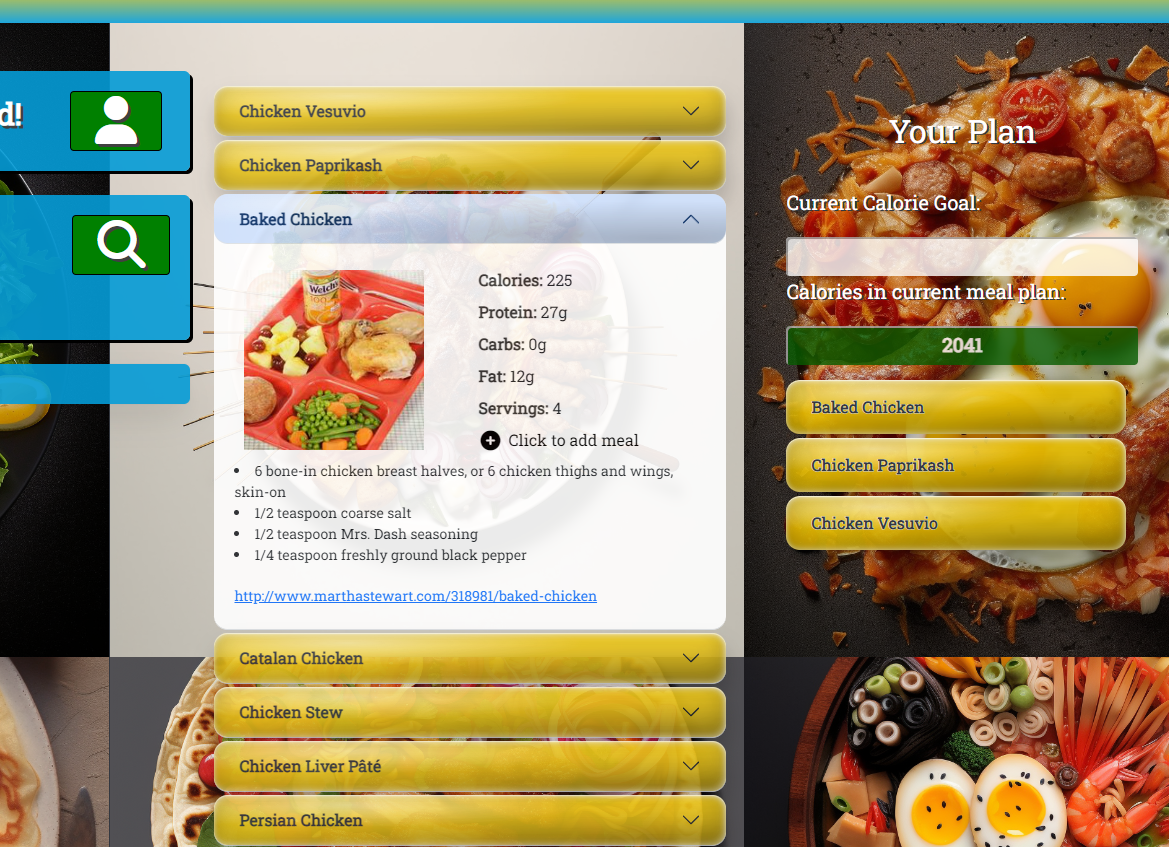 d!
Chicken Vesuvio
Chicken Paprikash
Baked Chicken
Welch's
Calories: 225
Protein: 27g
Carbs: 0g
Fat: 12g
Servings: 4
Click to add meal
6 bone-in chicken breast halves, or 6 chicken thighs and wings,
skin-on
1/2 teaspoon coarse salt
1/2 teaspoon Mrs. Dash seasoning
1/4 teaspoon freshly ground black pepper
http://www.marthastewart.com/318981/baked-chicken
Catalan Chicken
Chicken Stew
Chicken Liver Pâté
Persian Chicken
Your Plan
Current Calorie Goal:
Calories in current meal plan:
2041
Baked Chicken
Chicken Paprikash
Chicken Vesuvio